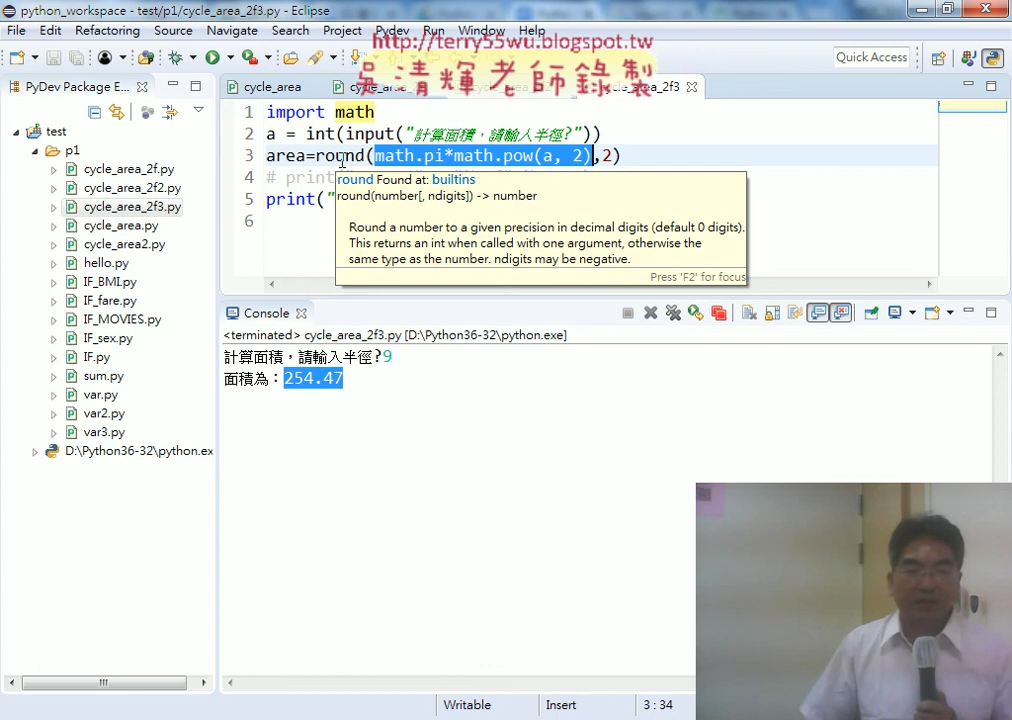 python_workspace - test/p1/cycle_area_2f3.py - Eclipse
File Edit Refactoring Source Navigate Search Project Pydev Run Window Help
http://terry55wu.blogspot.tw
吳清輝老師錄製
Quick Access
PyDev Package E...
cycle_area
cycle_area_2f3
test
p1
cycle_area_2f.py
cycle_area_2f2.py
cycle_area_2f3.py
cycle_area.py
cycle_area2.py
hello.py
IF_BMI.py
IF_fare.py
IF_MOVIES.py
IF_sex.py
IF.py
sum.py
var.py
var2.py
var3.py
D:\Python36-32\python.ex
1 import math
2 a = int(input("計算面積，請輸入半徑?"))
3 area=round(math.pi*math.pow(a, 2),2)
4 # print
5 print("
6
round Found at: builtins
round(number[, ndigits]) -> number
Round a number to a given precision in decimal digits (default 0 digits).
This returns an int when called with one argument, otherwise the
same type as the number. ndigits may be negative.
Press 'F2' for focus
Console
<terminated> cycle_area_2f3.py [D:\Python36-32\python.exe]
計算面積，請輸入半徑?9
面積為：254.47
Writable Insert 3 : 34